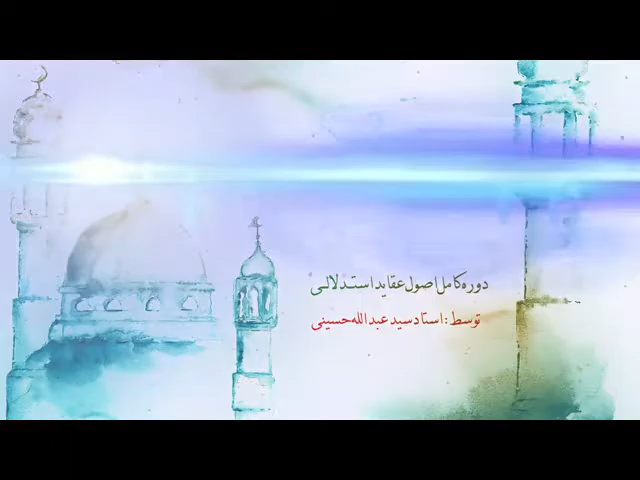 دوره کامل اصول عقاید استدلالی
توسط : استاد سید عبدالله حسینی